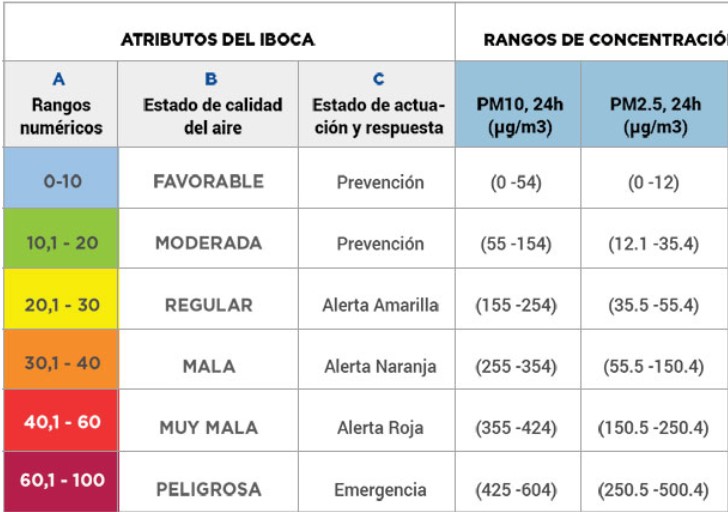 ATRIBUTOS DEL IBOCA RANGOS DE CONCENTRACIÓ
A B C
Rangos numéricos Estado de calidad del aire Estado de actua-ción y respuesta PM10, 24h (µg/m3) PM2.5, 24h (µg/m3)
0-10 FAVORABLE Prevención (0 -54) (0 -12)
10,1 - 20 MODERADA Prevención (55 -154) (12.1 -35.4)
20,1 - 30 REGULAR Alerta Amarilla (155 -254) (35.5 -55.4)
30,1 - 40 MALA Alerta Naranja (255 -354) (55.5 -150.4)
40,1 - 60 MUY MALA Alerta Roja (355 -424) (150.5 -250.4)
60,1 - 100 PELIGROSA Emergencia (425 -604) (250.5 -500.4)